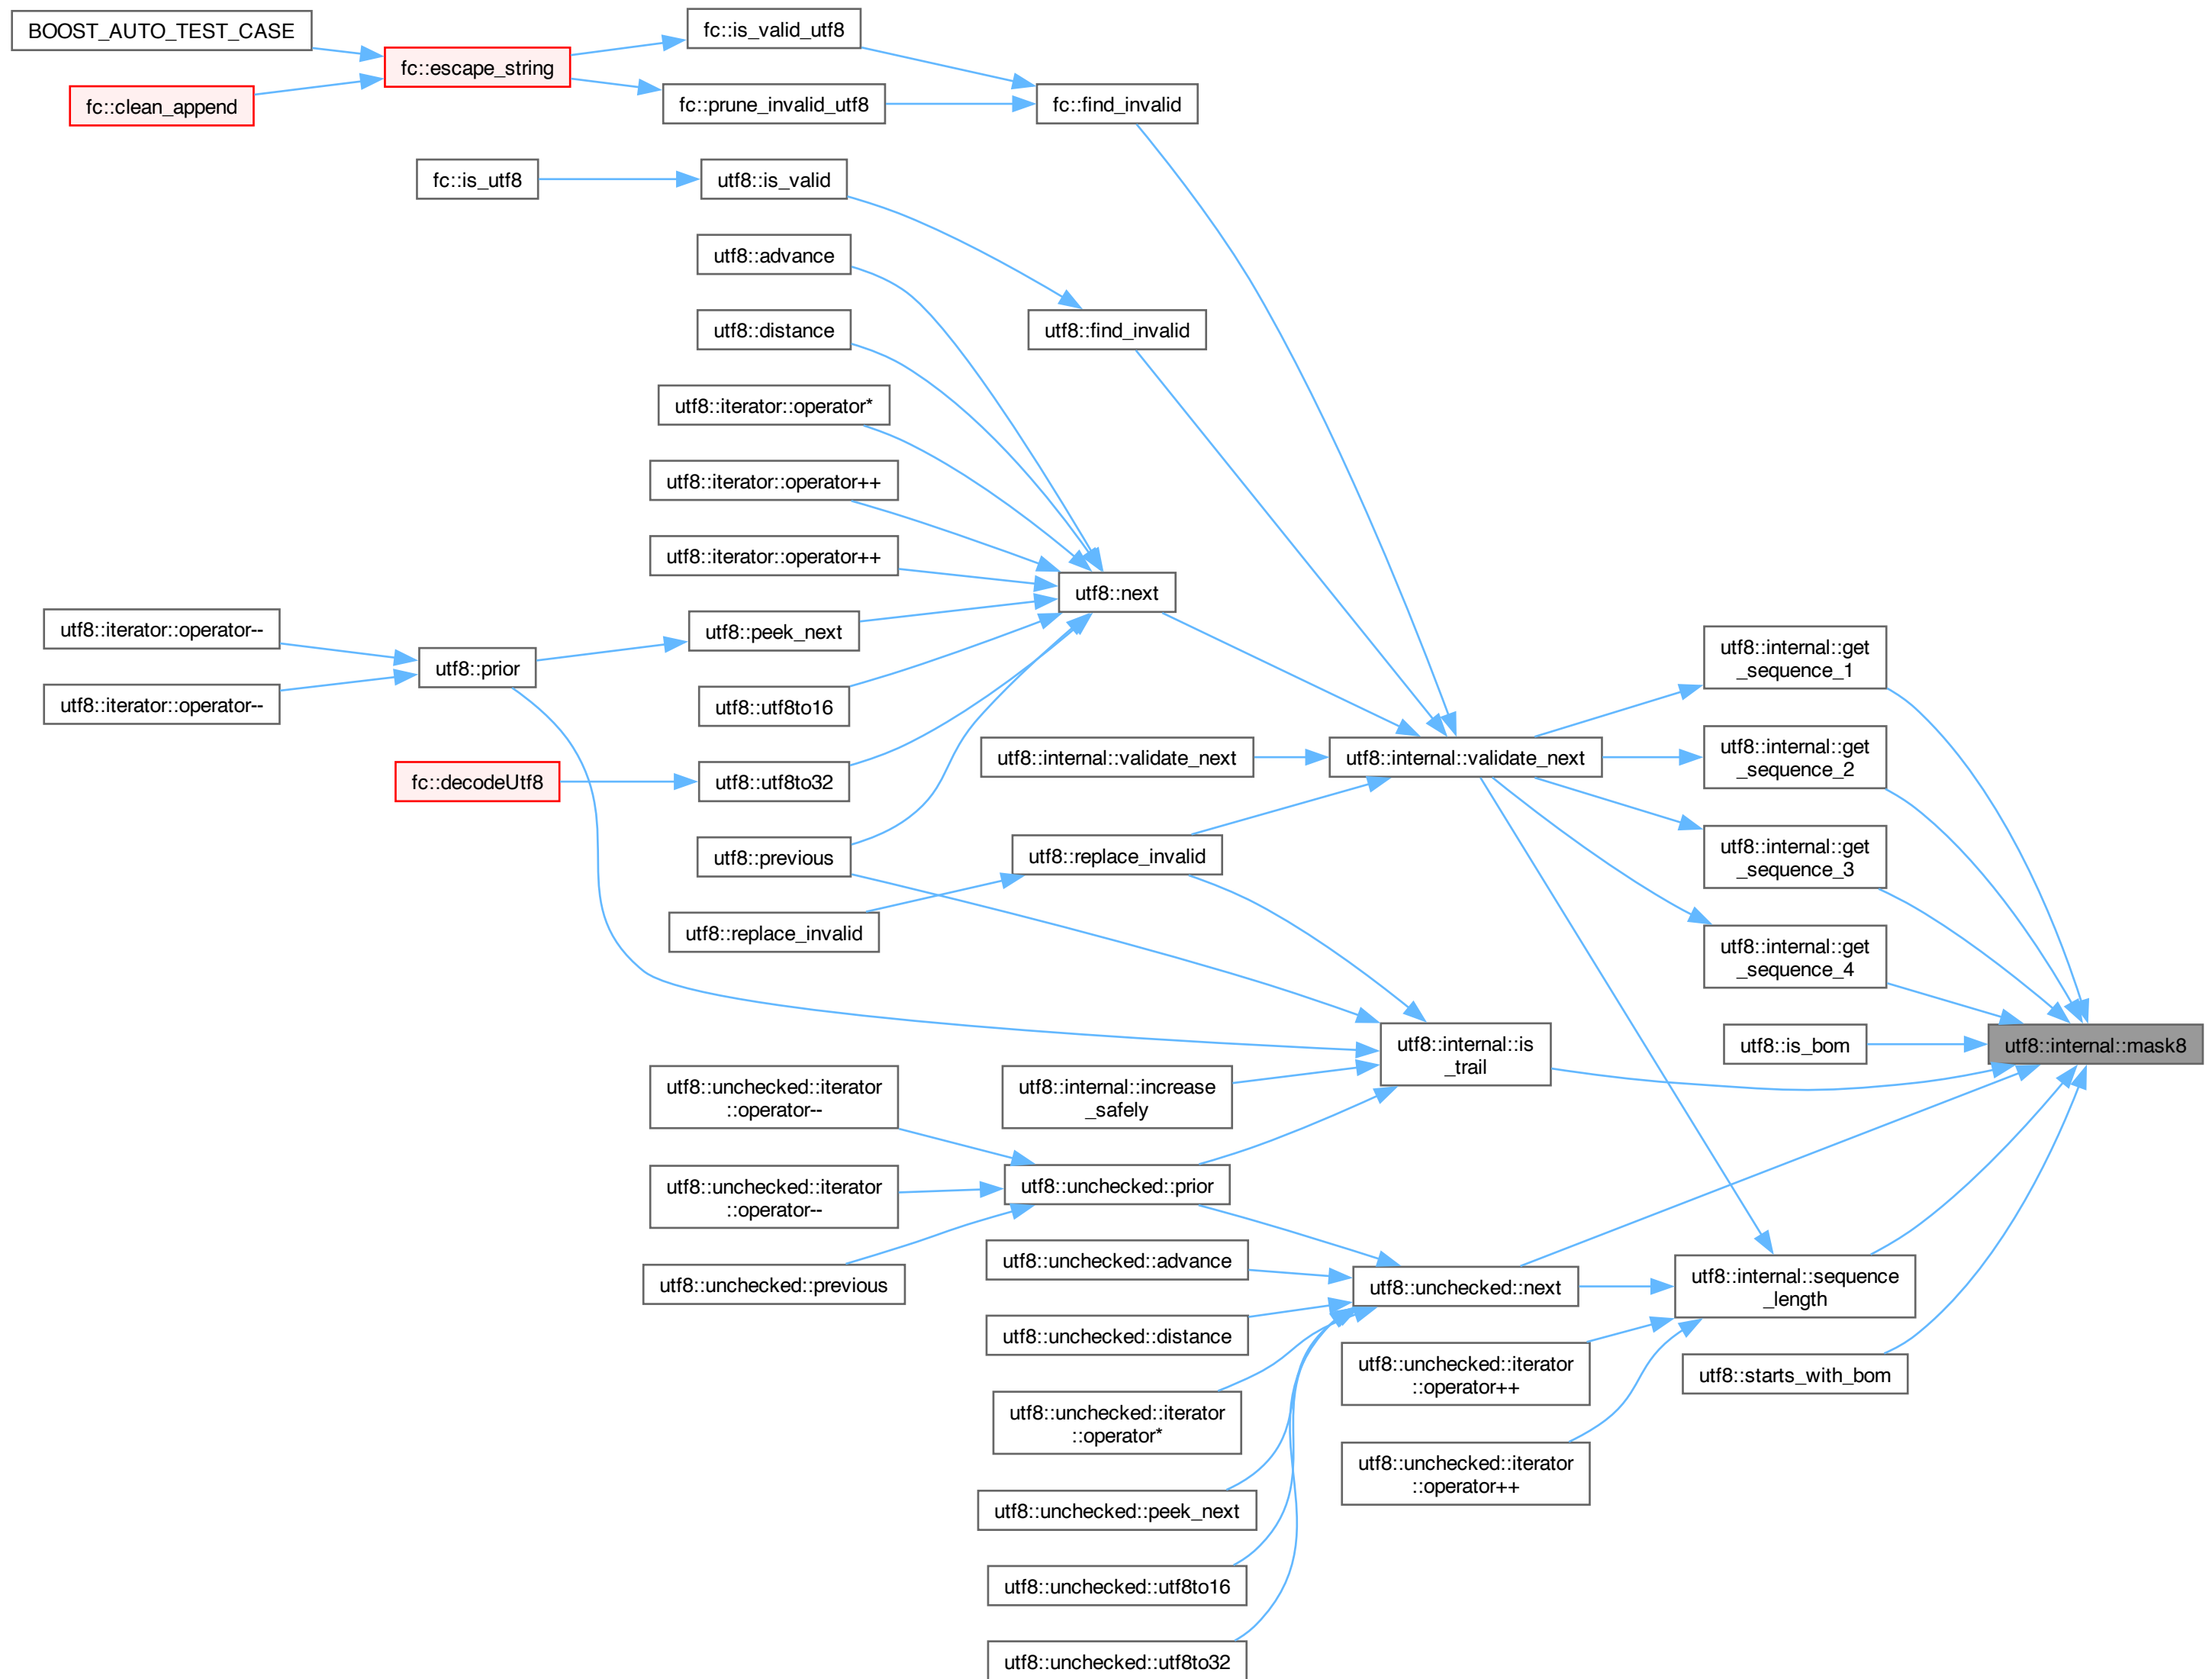 BOOST_AUTO_TEST_CASE
fc::clean_append
fc::escape_string
fc::is_valid_utf8
fc::prune_invalid_utf8
fc::find_invalid
fc::is_utf8
utf8::is_valid
utf8::advance
utf8::distance
utf8::find_invalid
utf8::iterator::operator*
utf8::iterator::operator++
utf8::iterator::operator++
utf8::next
utf8::iterator::operator--
utf8::iterator::operator--
utf8::prior
utf8::peek_next
utf8::utf8to16
fc::decodeUtf8
utf8::utf8to32
utf8::previous
utf8::replace_invalid
utf8::internal::validate_next
utf8::replace_invalid
utf8::internal::validate_next
utf8::internal::get
_sequence_1
utf8::internal::get
_sequence_2
utf8::internal::get
_sequence_3
utf8::internal::get
_sequence_4
utf8::is_bom
utf8::internal::mask8
utf8::internal::is
_trail
utf8::internal::increase
_safely
utf8::unchecked::iterator
::operator--
utf8::unchecked::iterator
::operator--
utf8::unchecked::previous
utf8::unchecked::prior
utf8::unchecked::advance
utf8::unchecked::distance
utf8::unchecked::iterator
::operator*
utf8::unchecked::peek_next
utf8::unchecked::utf8to16
utf8::unchecked::utf8to32
utf8::unchecked::next
utf8::unchecked::iterator
::operator++
utf8::unchecked::iterator
::operator++
utf8::internal::sequence
_length
utf8::starts_with_bom